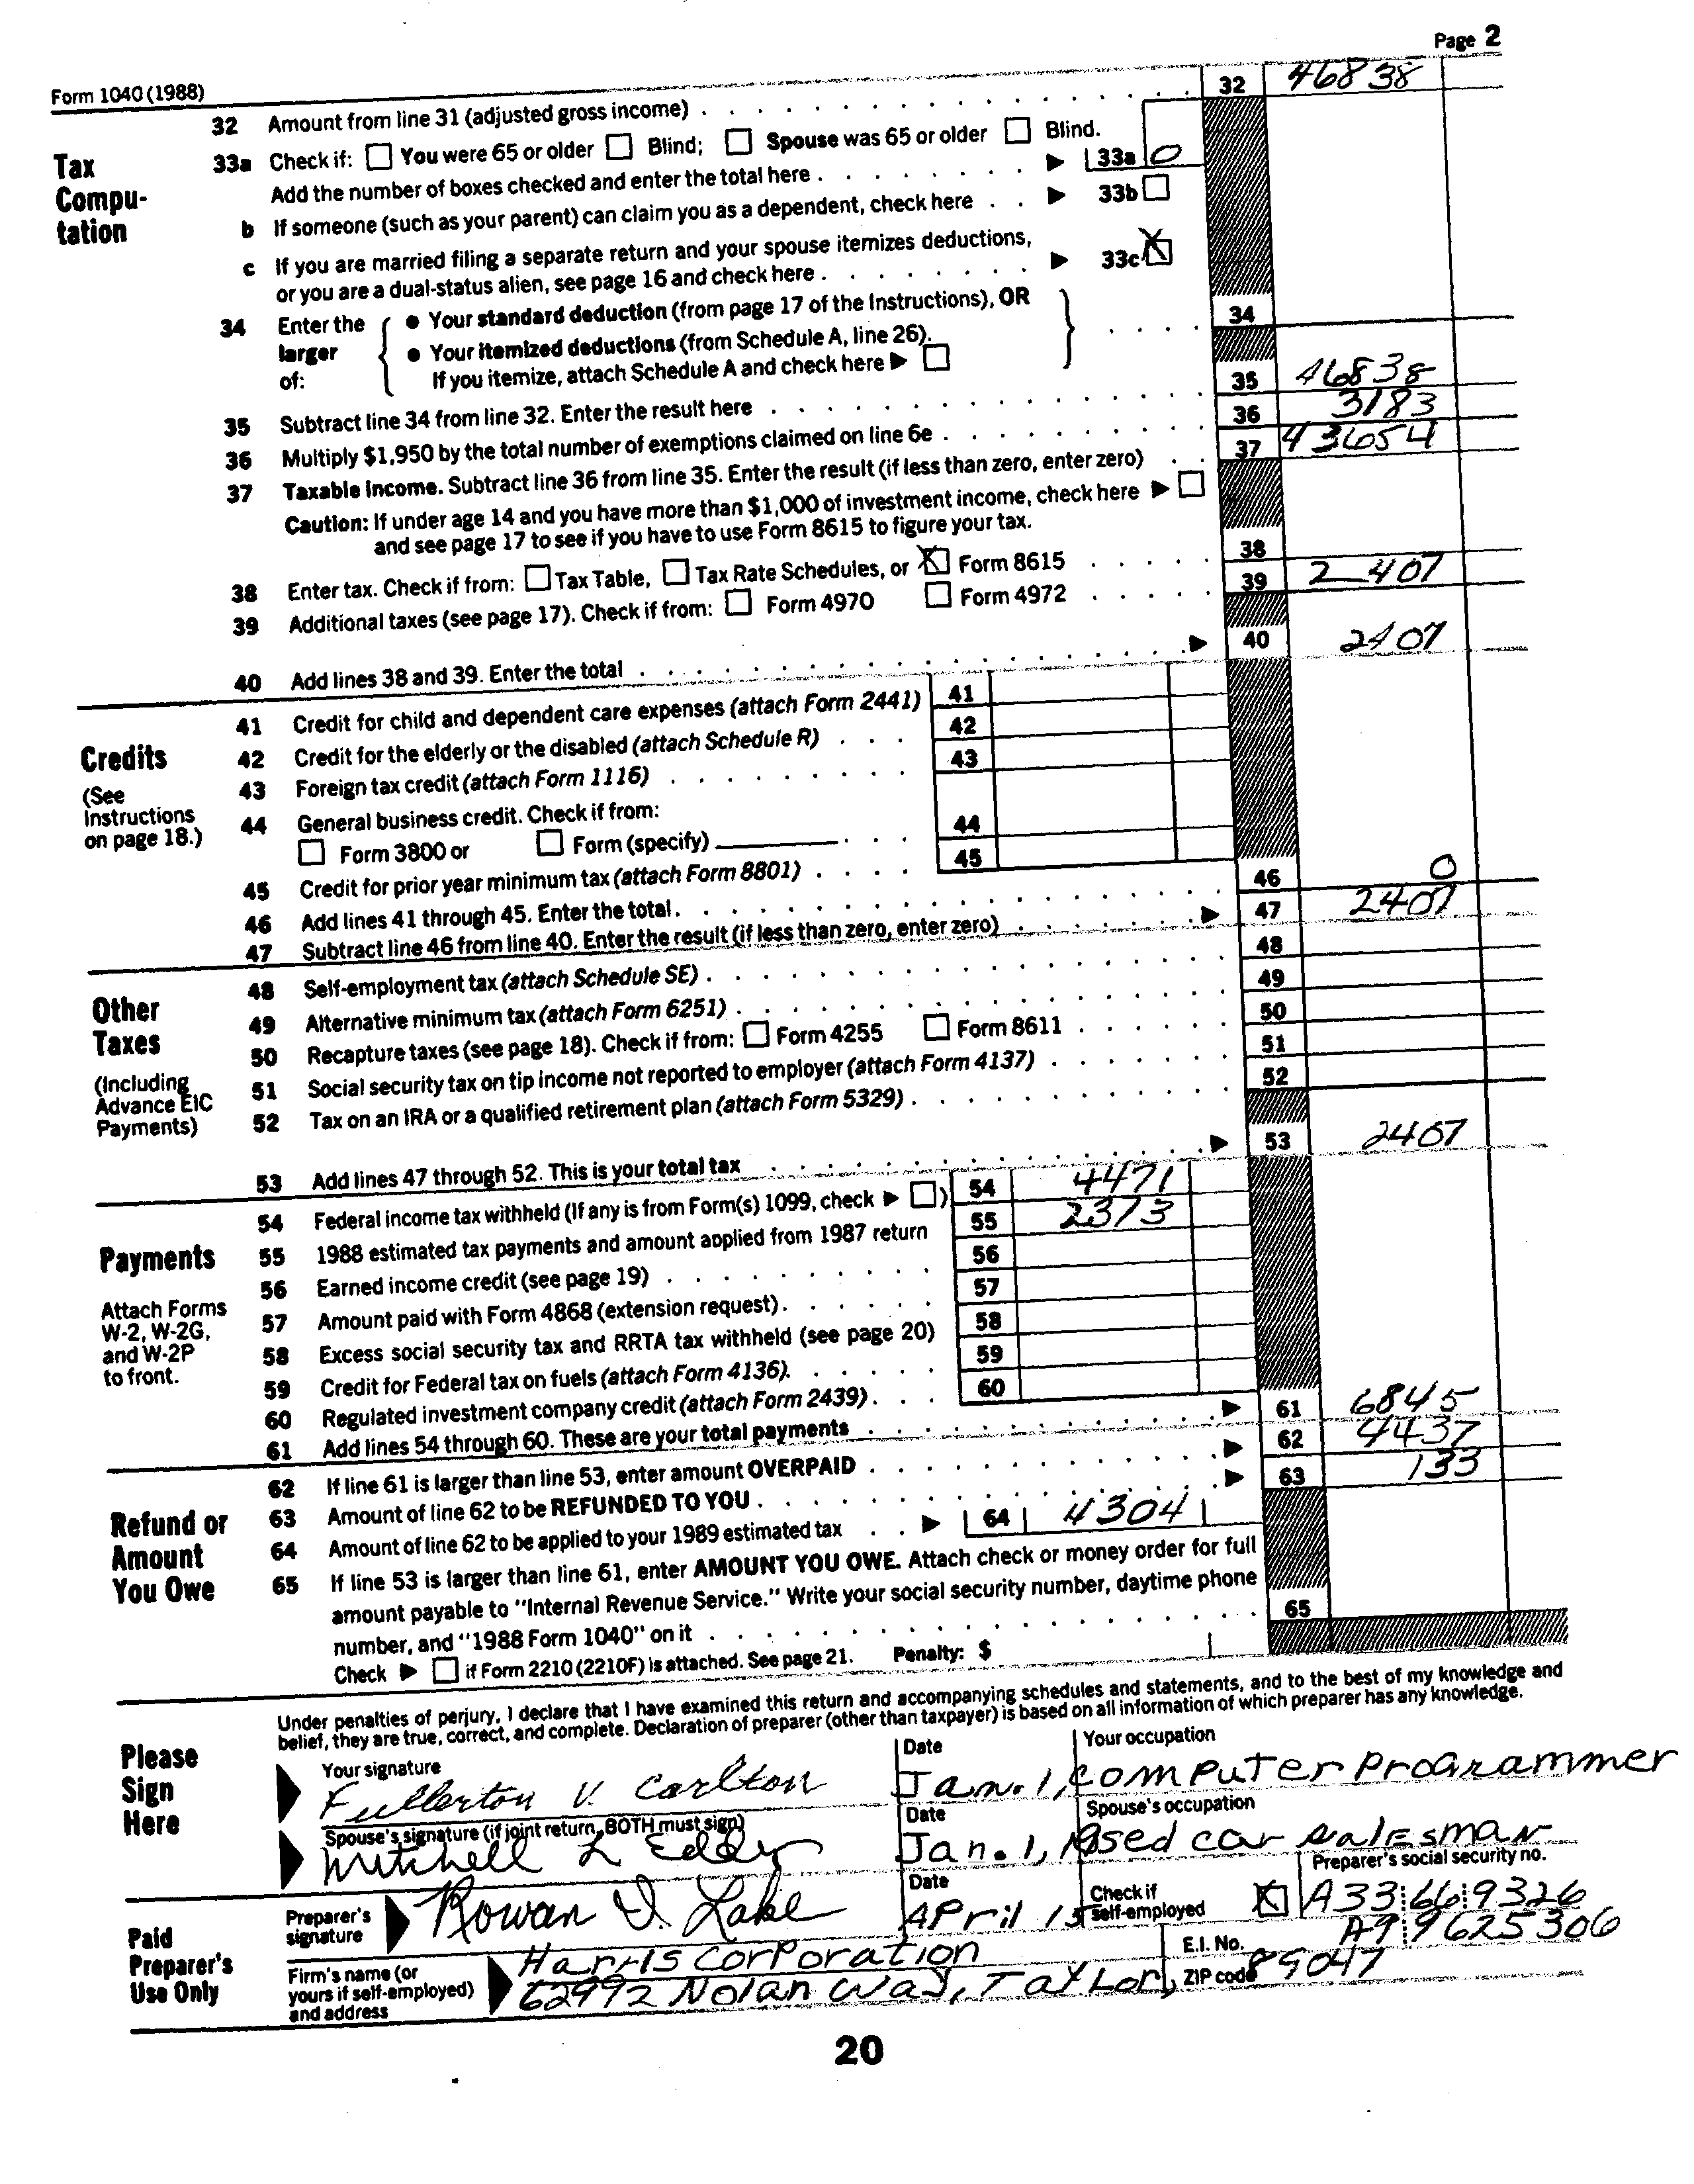 Page 2
Form 1040 (1988)
32 Amount from line 31 (adjusted gross income) 32 46838
Tax Compu- tation
33a Check if: You were 65 or older Blind; Spouse was 65 or older Blind.
Add the number of boxes checked and enter the total here 33a 0
b If someone (such as your parent) can claim you as a dependent, check here 33b
c If you are married filing a separate return and your spouse itemizes deductions,
or you are a dual-status alien, see page 16 and check here 33c X
34 Enter the larger of: • Your standard deduction (from page 17 of the Instructions), OR 34
• Your itemized deductions (from Schedule A, line 26).
If you itemize, attach Schedule A and check here
35 Subtract line 34 from line 32. Enter the result here 35 46838
36 Multiply $1,950 by the total number of exemptions claimed on line 6e 36 3183
37 Taxable income. Subtract line 36 from line 35. Enter the result (if less than zero, enter zero) 37 43654
Caution: If under age 14 and you have more than $1,000 of investment income, check here
and see page 17 to see if you have to use Form 8615 to figure your tax.
38 Enter tax. Check if from: Tax Table, Tax Rate Schedules, or X Form 8615 38
39 Additional taxes (see page 17). Check if from: Form 4970 Form 4972 39 2407
40 Add lines 38 and 39. Enter the total 40 2407
Credits
(See Instructions on page 18.)
41 Credit for child and dependent care expenses (attach Form 2441) 41
42 Credit for the elderly or the disabled (attach Schedule R) 42
43 Foreign tax credit (attach Form 1116) 43
44 General business credit. Check if from:
Form 3800 or Form (specify) 44
45 Credit for prior year minimum tax (attach Form 8801) 45
46 Add lines 41 through 45. Enter the total 46 0
47 Subtract line 46 from line 40. Enter the result (if less than zero, enter zero) 47 2407
Other Taxes
(Including Advance EIC Payments)
48 Self-employment tax (attach Schedule SE) 48
49 Alternative minimum tax (attach Form 6251) 49
50 Recapture taxes (see page 18). Check if from: Form 4255 Form 8611 50
51 Social security tax on tip income not reported to employer (attach Form 4137) 51
52 Tax on an IRA or a qualified retirement plan (attach Form 5329) 52
53 Add lines 47 through 52. This is your total tax 53 2407
Payments
Attach Forms W-2, W-2G, and W-2P to front.
54 Federal income tax withheld (If any is from Form(s) 1099, check ) 54 4471
55 1988 estimated tax payments and amount applied from 1987 return 55 2373
56 Earned income credit (see page 19) 56
57 Amount paid with Form 4868 (extension request) 57
58 Excess social security tax and RRTA tax withheld (see page 20) 58
59 Credit for Federal tax on fuels (attach Form 4136) 59
60 Regulated investment company credit (attach Form 2439) 60
61 Add lines 54 through 60. These are your total payments 61 6845
Refund or Amount You Owe
62 If line 61 is larger than line 53, enter amount OVERPAID 62 4437
63 Amount of line 62 to be REFUNDED TO YOU 63 133
64 Amount of line 62 to be applied to your 1989 estimated tax 64 4304
65 If line 53 is larger than line 61, enter AMOUNT YOU OWE. Attach check or money order for full
amount payable to "Internal Revenue Service." Write your social security number, daytime phone
number, and "1988 Form 1040" on it 65
Check if Form 2210 (2210F) is attached. See page 21. Penalty: $
Under penalties of perjury, I declare that I have examined this return and accompanying schedules and statements, and to the best of my knowledge and
belief, they are true, correct, and complete. Declaration of preparer (other than taxpayer) is based on all information of which preparer has any knowledge.
Please Sign Here
Your signature Date Your occupation
Fullerton V. Carlton Jan. 1, Computer Programmer
Spouse's signature (if joint return, BOTH must sign) Date Spouse's occupation
Mitchell L Eddy Jan. 1, 19 used car salesman
Paid Preparer's Use Only
Preparer's signature Date Check if self-employed Preparer's social security no.
Rowan I. Lake April 15 X A33 66 9326
Firm's name (or yours if self-employed) and address E.I. No. A9 9625306
Harris Corporation
62992 Nolan Way, Taylor, ZIP code 89047
20